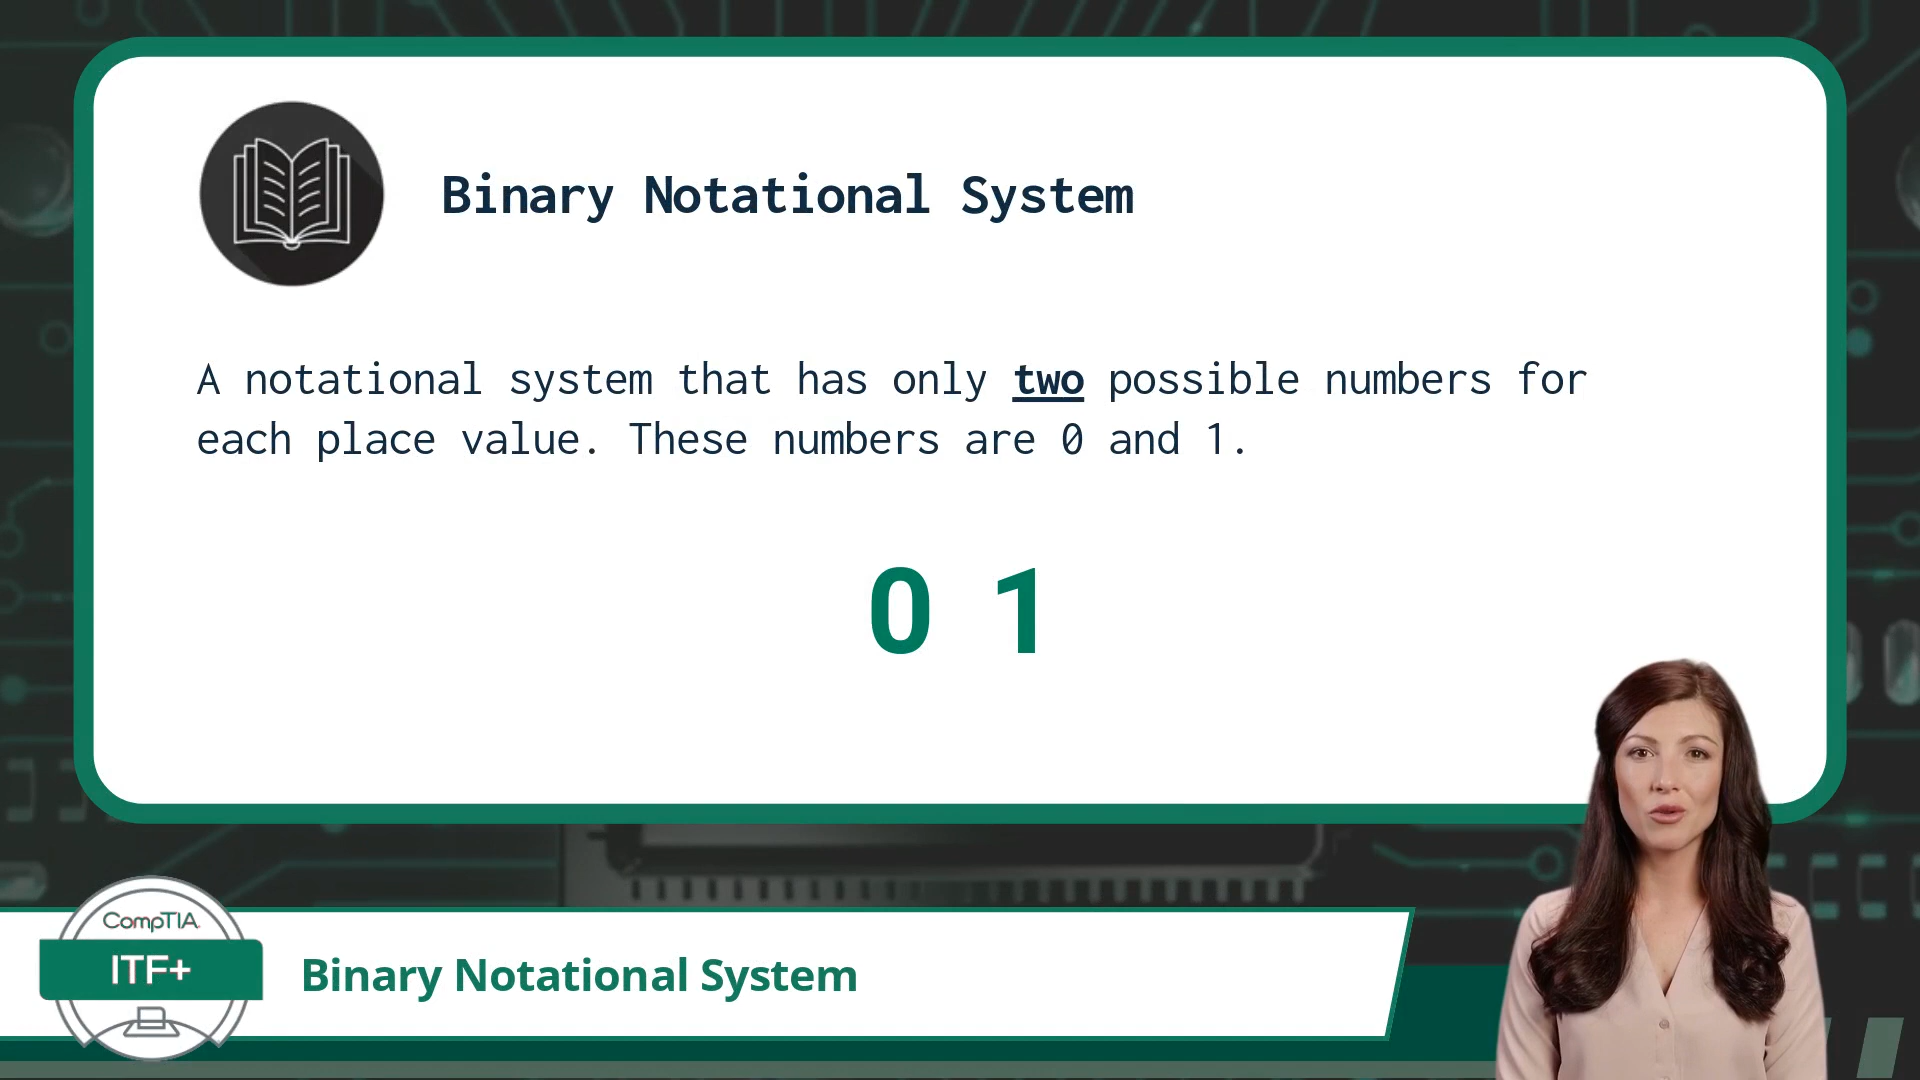 Binary Notational System
A notational system that has only two possible numbers for
each place value. These numbers are 0 and 1.
0 1
CompTIA
ITF+
Binary Notational System